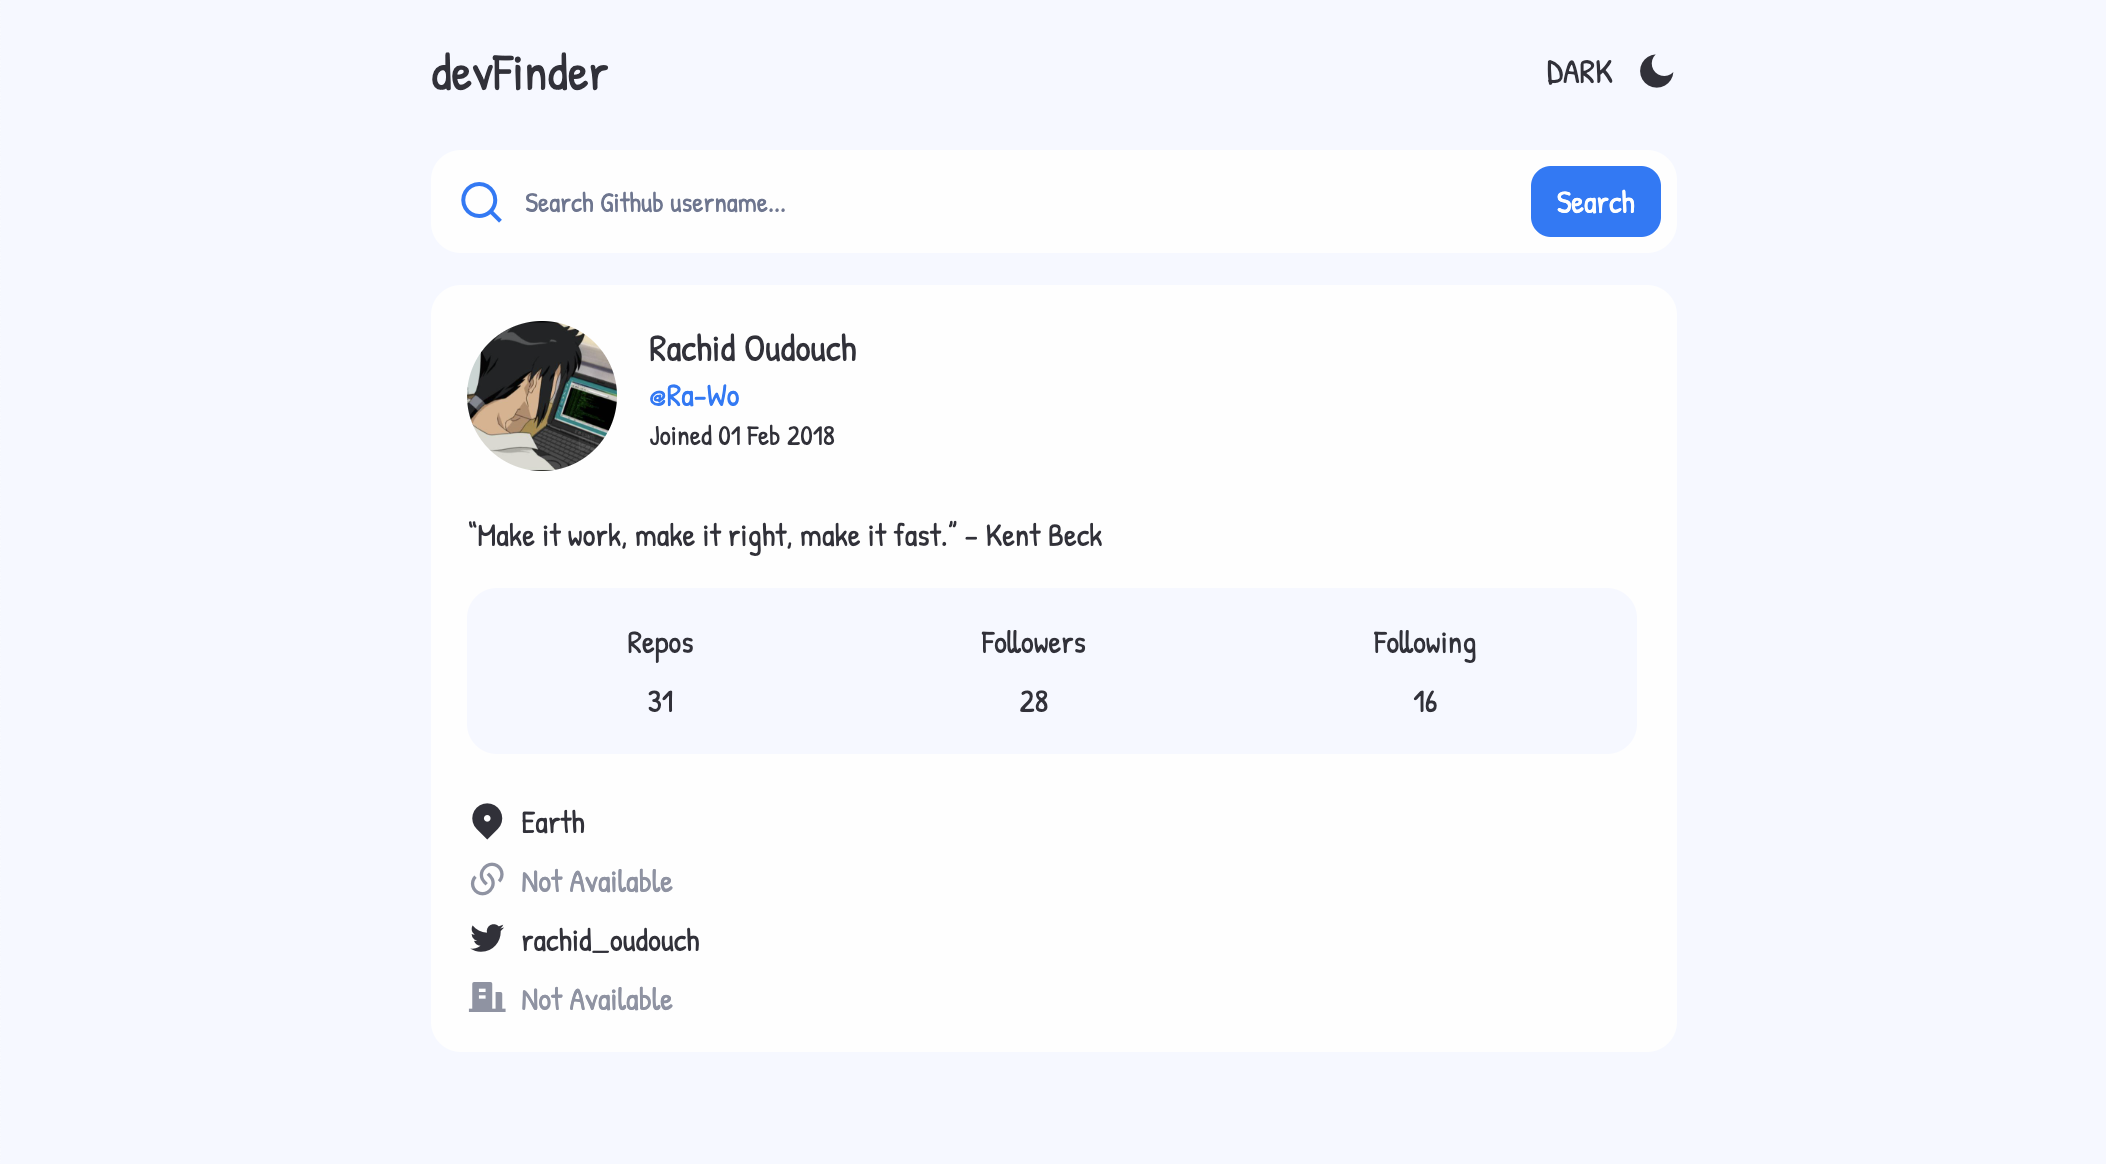 devFinder
DARK
Search Github username...
Search
Rachid Oudouch
@Ra-Wo
Joined 01 Feb 2018
“Make it work, make it right, make it fast.” - Kent Beck
Repos Followers Following
31 28 16
Earth
Not Available
rachid_oudouch
Not Available